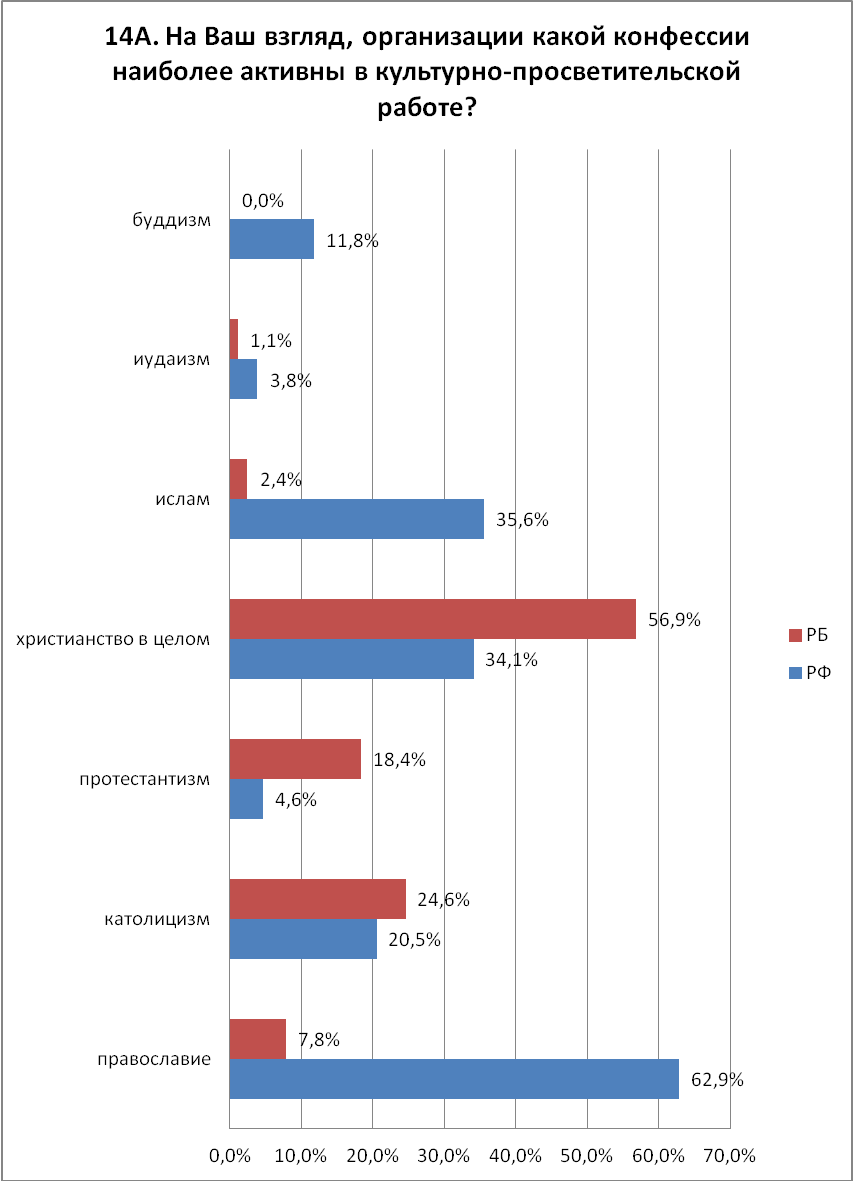 14А. На Ваш взгляд, организации какой конфессии
наиболее активны в культурно-просветительской
работе?
буддизм
0,0%
11,8%
иудаизм
1,1%
3,8%
ислам
2,4%
35,6%
христианство в целом
56,9%
34,1%
РБ
РФ
протестантизм
18,4%
4,6%
католицизм
24,6%
20,5%
православие
7,8%
62,9%
0,0% 10,0% 20,0% 30,0% 40,0% 50,0% 60,0% 70,0%